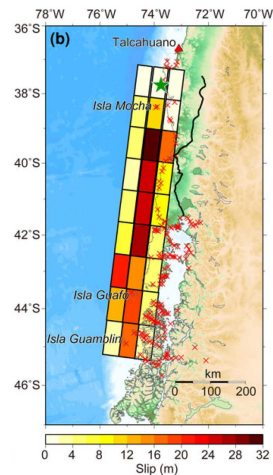 78°W 76°W 74°W 72°W 70°W
36°S
(b)
Talcahuano
38°S
Isla Mocha
40°S
42°S
44°S
Isla Guafo
Isla Guamblin
46°S
km
0 100 200
0 4 8 12 16 20 24 28 32
Slip (m)